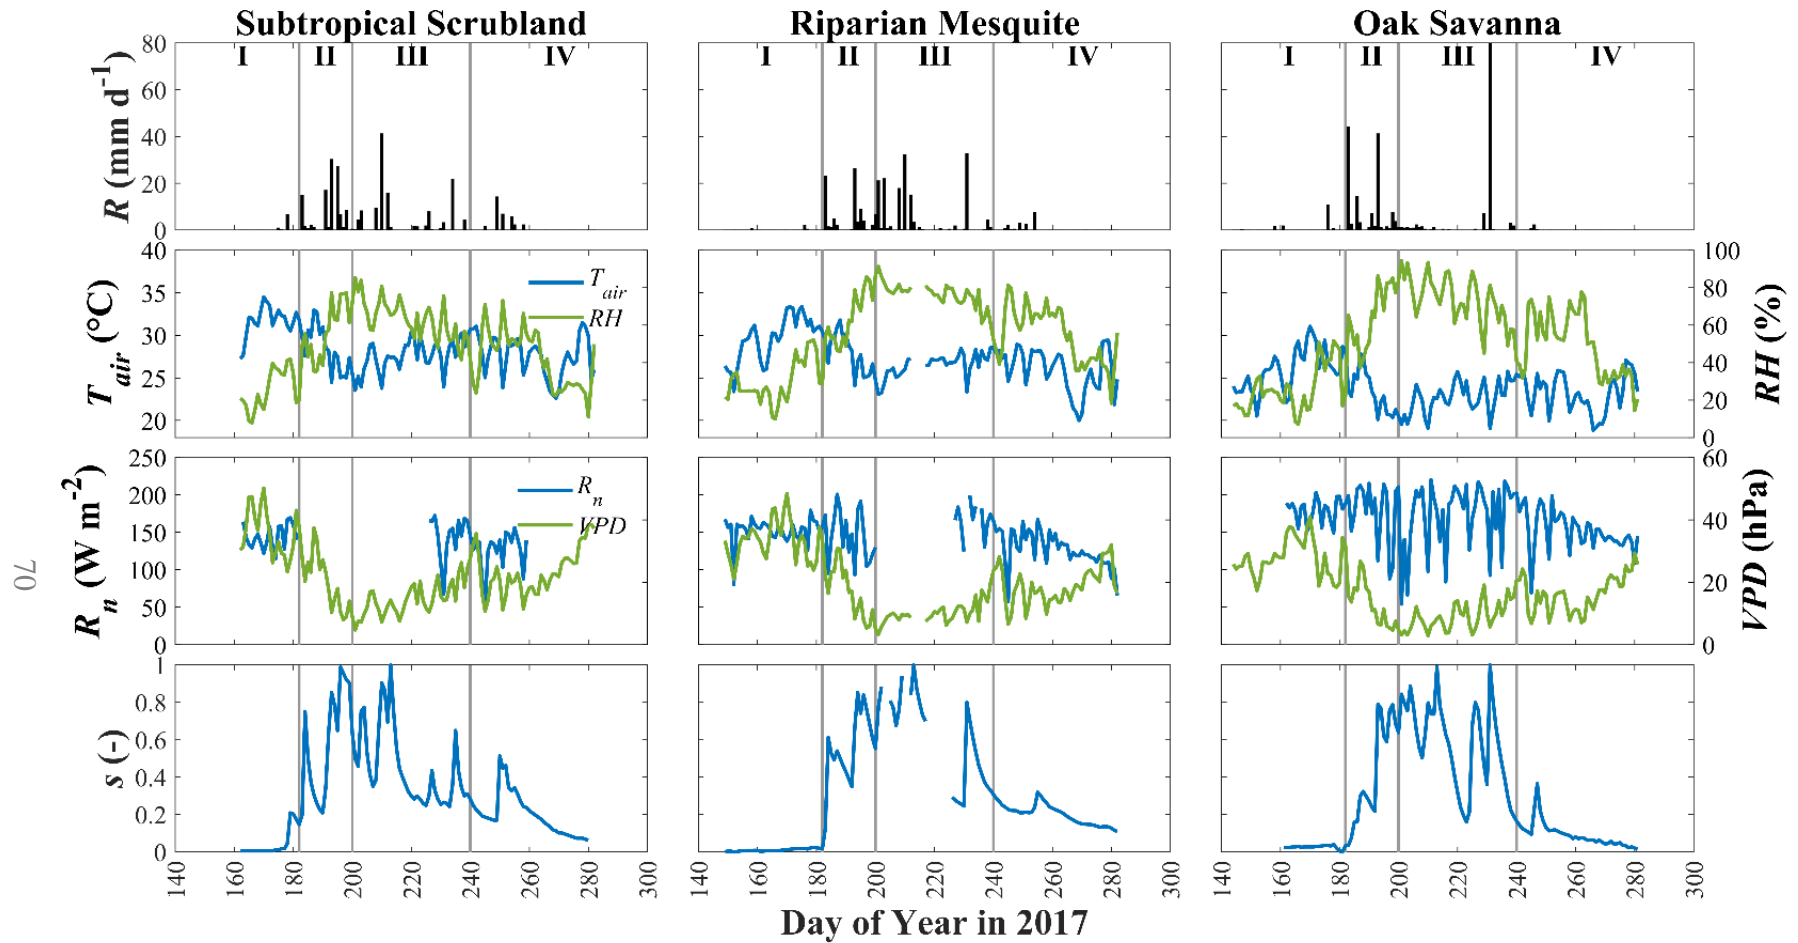 Subtropical Scrubland Riparian Mesquite Oak Savanna
I II III IV I II III IV I II III IV
R (mm d-1)
80
60
40
20
0
Tair (°C)
40
35
30
25
20
Tair
RH
100
80
60
40
20
0
RH (%)
Rn (W m-2)
250
200
150
100
50
0
Rn
VPD
60
40
20
0
VPD (hPa)
s (-)
1
0.8
0.6
0.4
0.2
0
140 160 180 200 220 240 260 280 300 140 160 180 200 220 240 260 280 300 140 160 180 200 220 240 260 280 300
Day of Year in 2017
70